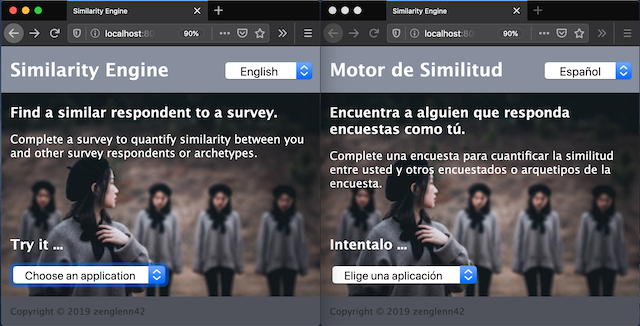 Similarity Engine
localhost:80
90%
Similarity Engine
English
Find a similar respondent to a survey.
Complete a survey to quantify similarity between you
and other survey respondents or archetypes.
Try it ...
Choose an application
Copyright © 2019 zenglenn42
Similarity Engine
localhost:80
90%
Motor de Similitud
Español
Encuentra a alguien que responda
encuestas como tú.
Complete una encuesta para cuantificar la similitud
entre usted y otros encuestados o arquetipos de la
encuesta.
Intentalo ...
Elige una aplicación
Copyright © 2019 zenglenn42